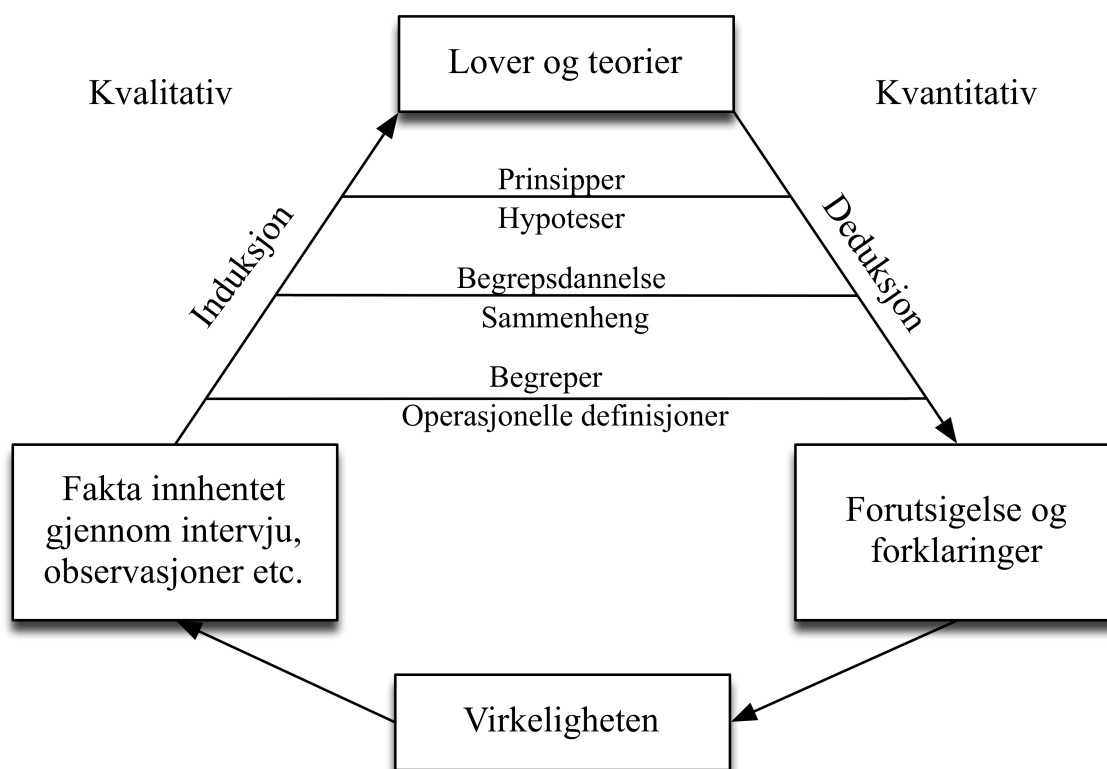 Lover og teorier
Kvalitativ
Kvantitativ
Prinsipper
Hypoteser
Induksjon
Deduksjon
Begrepsdannelse
Sammenheng
Begreper
Operasjonelle definisjoner
Fakta innhentet
gjennom intervju,
observasjoner etc.
Forutsigelse og
forklaringer
Virkeligheten